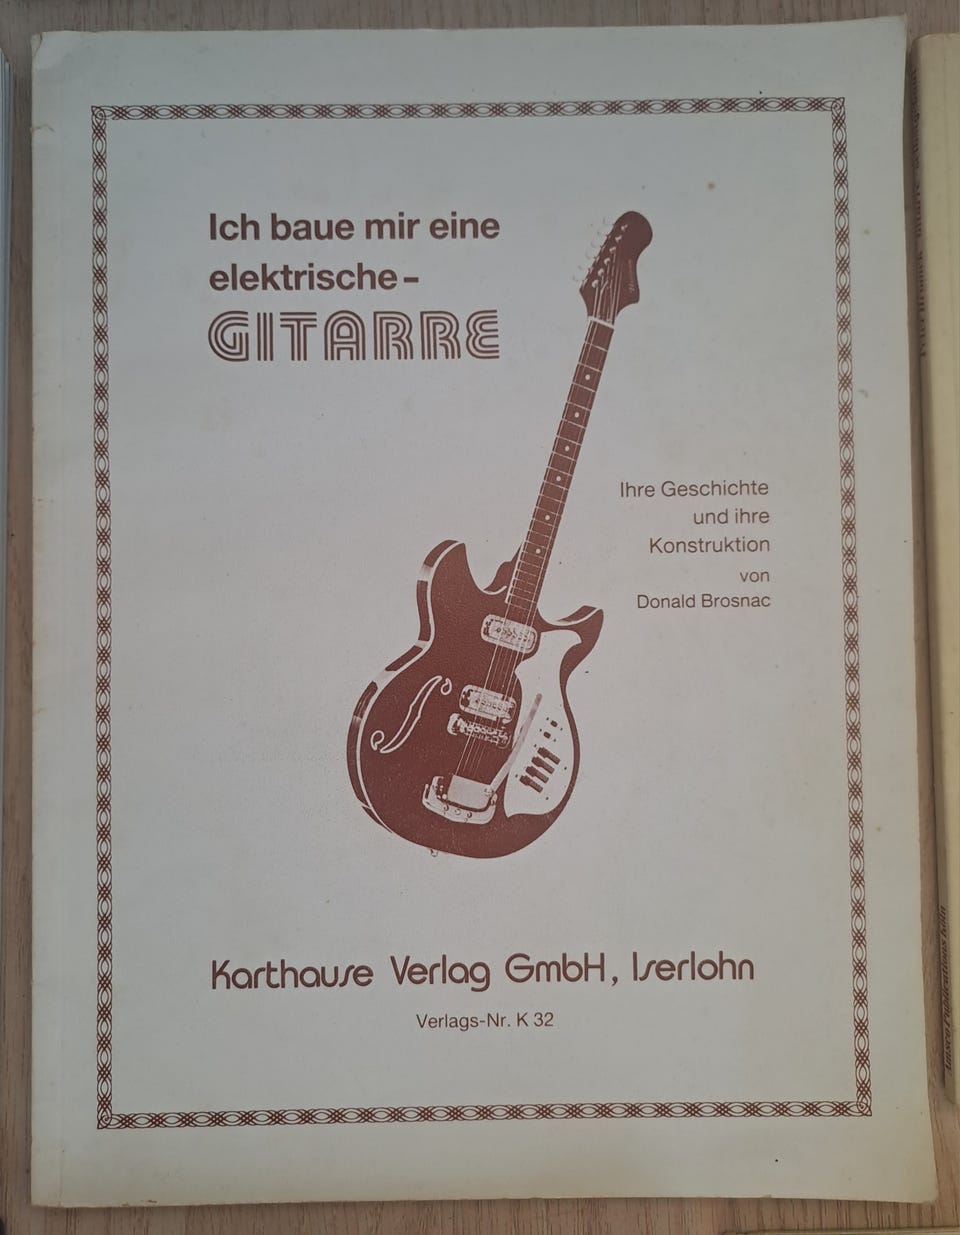 Ich baue mir eine
elektrische-
GITARRE
Ihre Geschichte
und ihre
Konstruktion
von
Donald Brosnac
Karthause Verlag GmbH, Iserlohn
Verlags-Nr. K 32